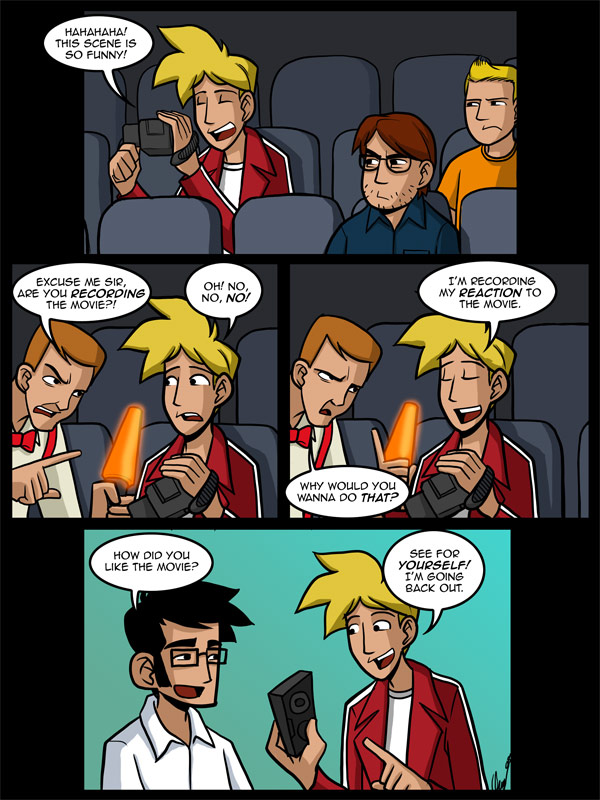 HAHAHAHA!
THIS SCENE IS
SO FUNNY!
EXCUSE ME SIR,
ARE YOU RECORDING
THE MOVIE?!
OH! NO,
NO, NO!
I'M RECORDING
MY REACTION TO
THE MOVIE.
WHY WOULD YOU
WANNA DO THAT?
HOW DID YOU
LIKE THE MOVIE?
SEE FOR
YOURSELF!
I'M GOING
BACK OUT.